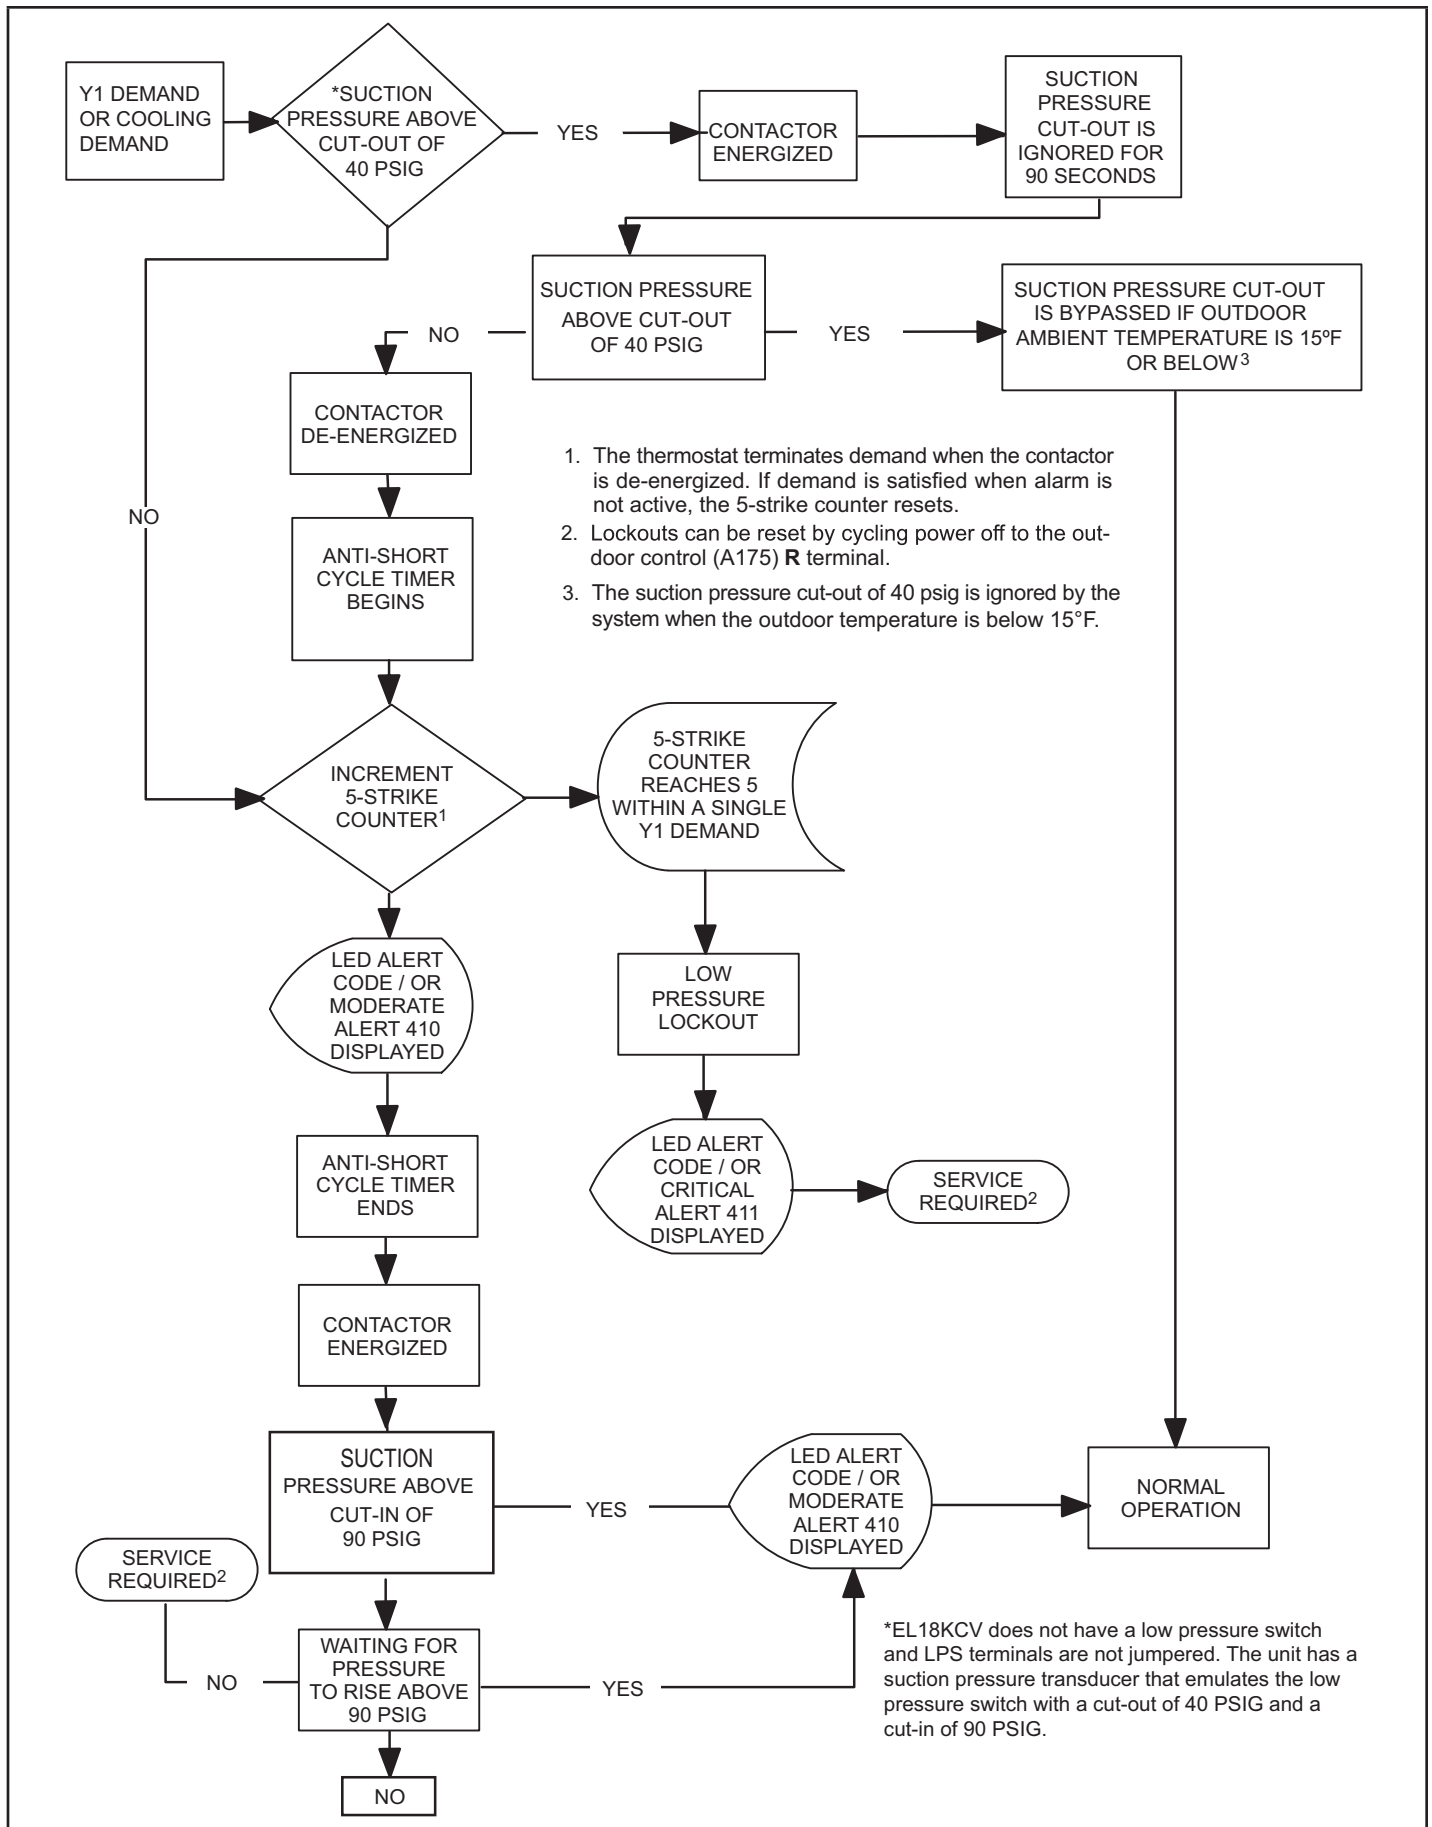 Y1 DEMAND
OR COOLING
DEMAND
*SUCTION
PRESSURE ABOVE
CUT-OUT OF
40 PSIG
YES
CONTACTOR
ENERGIZED
SUCTION
PRESSURE
CUT-OUT IS
IGNORED FOR
90 SECONDS
SUCTION PRESSURE
ABOVE CUT-OUT
OF 40 PSIG
NO
YES
SUCTION PRESSURE CUT-OUT
IS BYPASSED IF OUTDOOR
AMBIENT TEMPERATURE IS 15ºF
OR BELOW3
CONTACTOR
DE-ENERGIZED
NO
ANTI-SHORT
CYCLE TIMER
BEGINS
1. The thermostat terminates demand when the contactor
is de-energized. If demand is satisfied when alarm is
not active, the 5-strike counter resets.
2. Lockouts can be reset by cycling power off to the out-
door control (A175) R terminal.
3. The suction pressure cut-out of 40 psig is ignored by the
system when the outdoor temperature is below 15°F.
INCREMENT
5-STRIKE
COUNTER1
5-STRIKE
COUNTER
REACHES 5
WITHIN A SINGLE
Y1 DEMAND
LED ALERT
CODE / OR
MODERATE
ALERT 410
DISPLAYED
LOW
PRESSURE
LOCKOUT
ANTI-SHORT
CYCLE TIMER
ENDS
LED ALERT
CODE / OR
CRITICAL
ALERT 411
DISPLAYED
SERVICE
REQUIRED2
CONTACTOR
ENERGIZED
SUCTION
PRESSURE ABOVE
CUT-IN OF
90 PSIG
YES
LED ALERT
CODE / OR
MODERATE
ALERT 410
DISPLAYED
NORMAL
OPERATION
SERVICE
REQUIRED2
NO
WAITING FOR
PRESSURE
TO RISE ABOVE
90 PSIG
YES
NO
*EL18KCV does not have a low pressure switch
and LPS terminals are not jumpered. The unit has a
suction pressure transducer that emulates the low
pressure switch with a cut-out of 40 PSIG and a
cut-in of 90 PSIG.